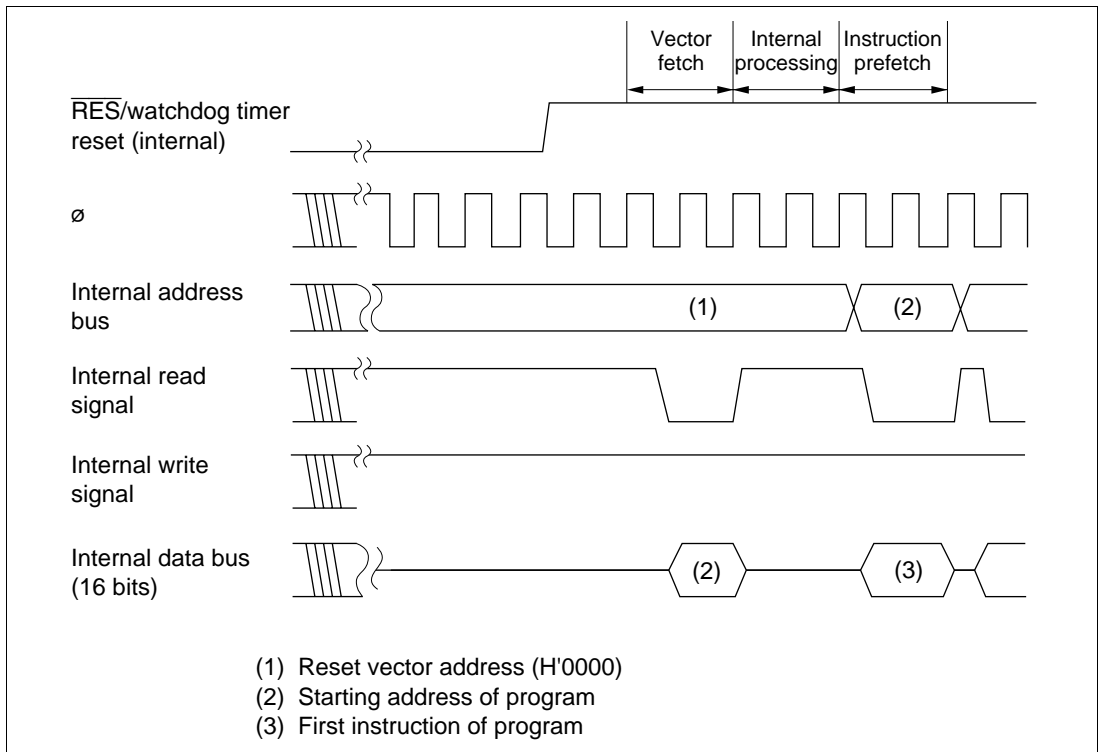 Vector
fetch
Internal
processing
Instruction
prefetch
RES/watchdog timer
reset (internal)
ø
Internal address
bus
(1)
(2)
Internal read
signal
Internal write
signal
Internal data bus
(16 bits)
(2)
(3)
(1) Reset vector address (H'0000)
(2) Starting address of program
(3) First instruction of program